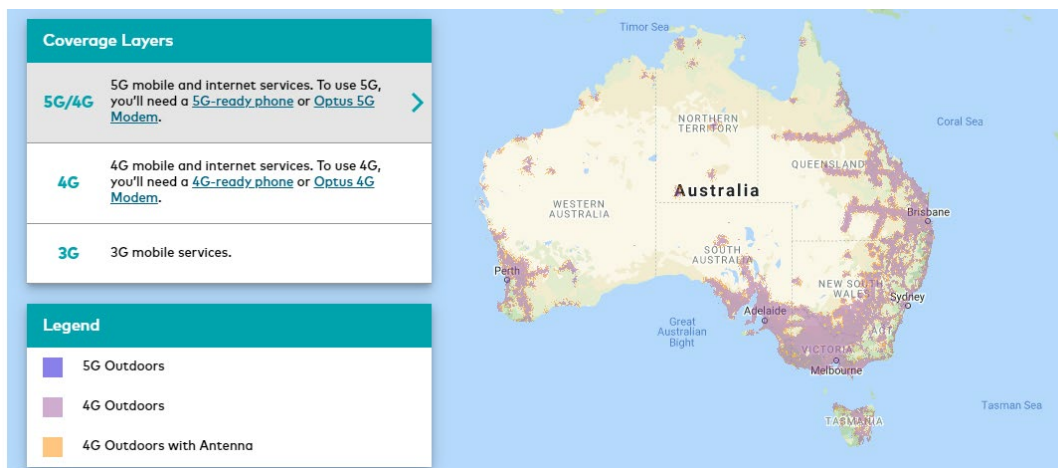 Coverage Layers
5G/4G
5G mobile and internet services. To use 5G,
you'll need a 5G-ready phone or Optus 5G
Modem.
4G
4G mobile and internet services. To use 4G,
you'll need a 4G-ready phone or Optus 4G
Modem.
3G
3G mobile services.
Legend
5G Outdoors
4G Outdoors
4G Outdoors with Antenna
Timor Sea
NORTHERN
TERRITORY
Coral Sea
QUEENSLAND
Australia
WESTERN
AUSTRALIA
Brisbane
SOUTH
AUSTRALIA
Perth
NEW SOUTH
WALES
Sydney
Adelaide
Great
Australian
Bight
ACT
VICTORIA
Melbourne
Tasman Sea
TASMANIA